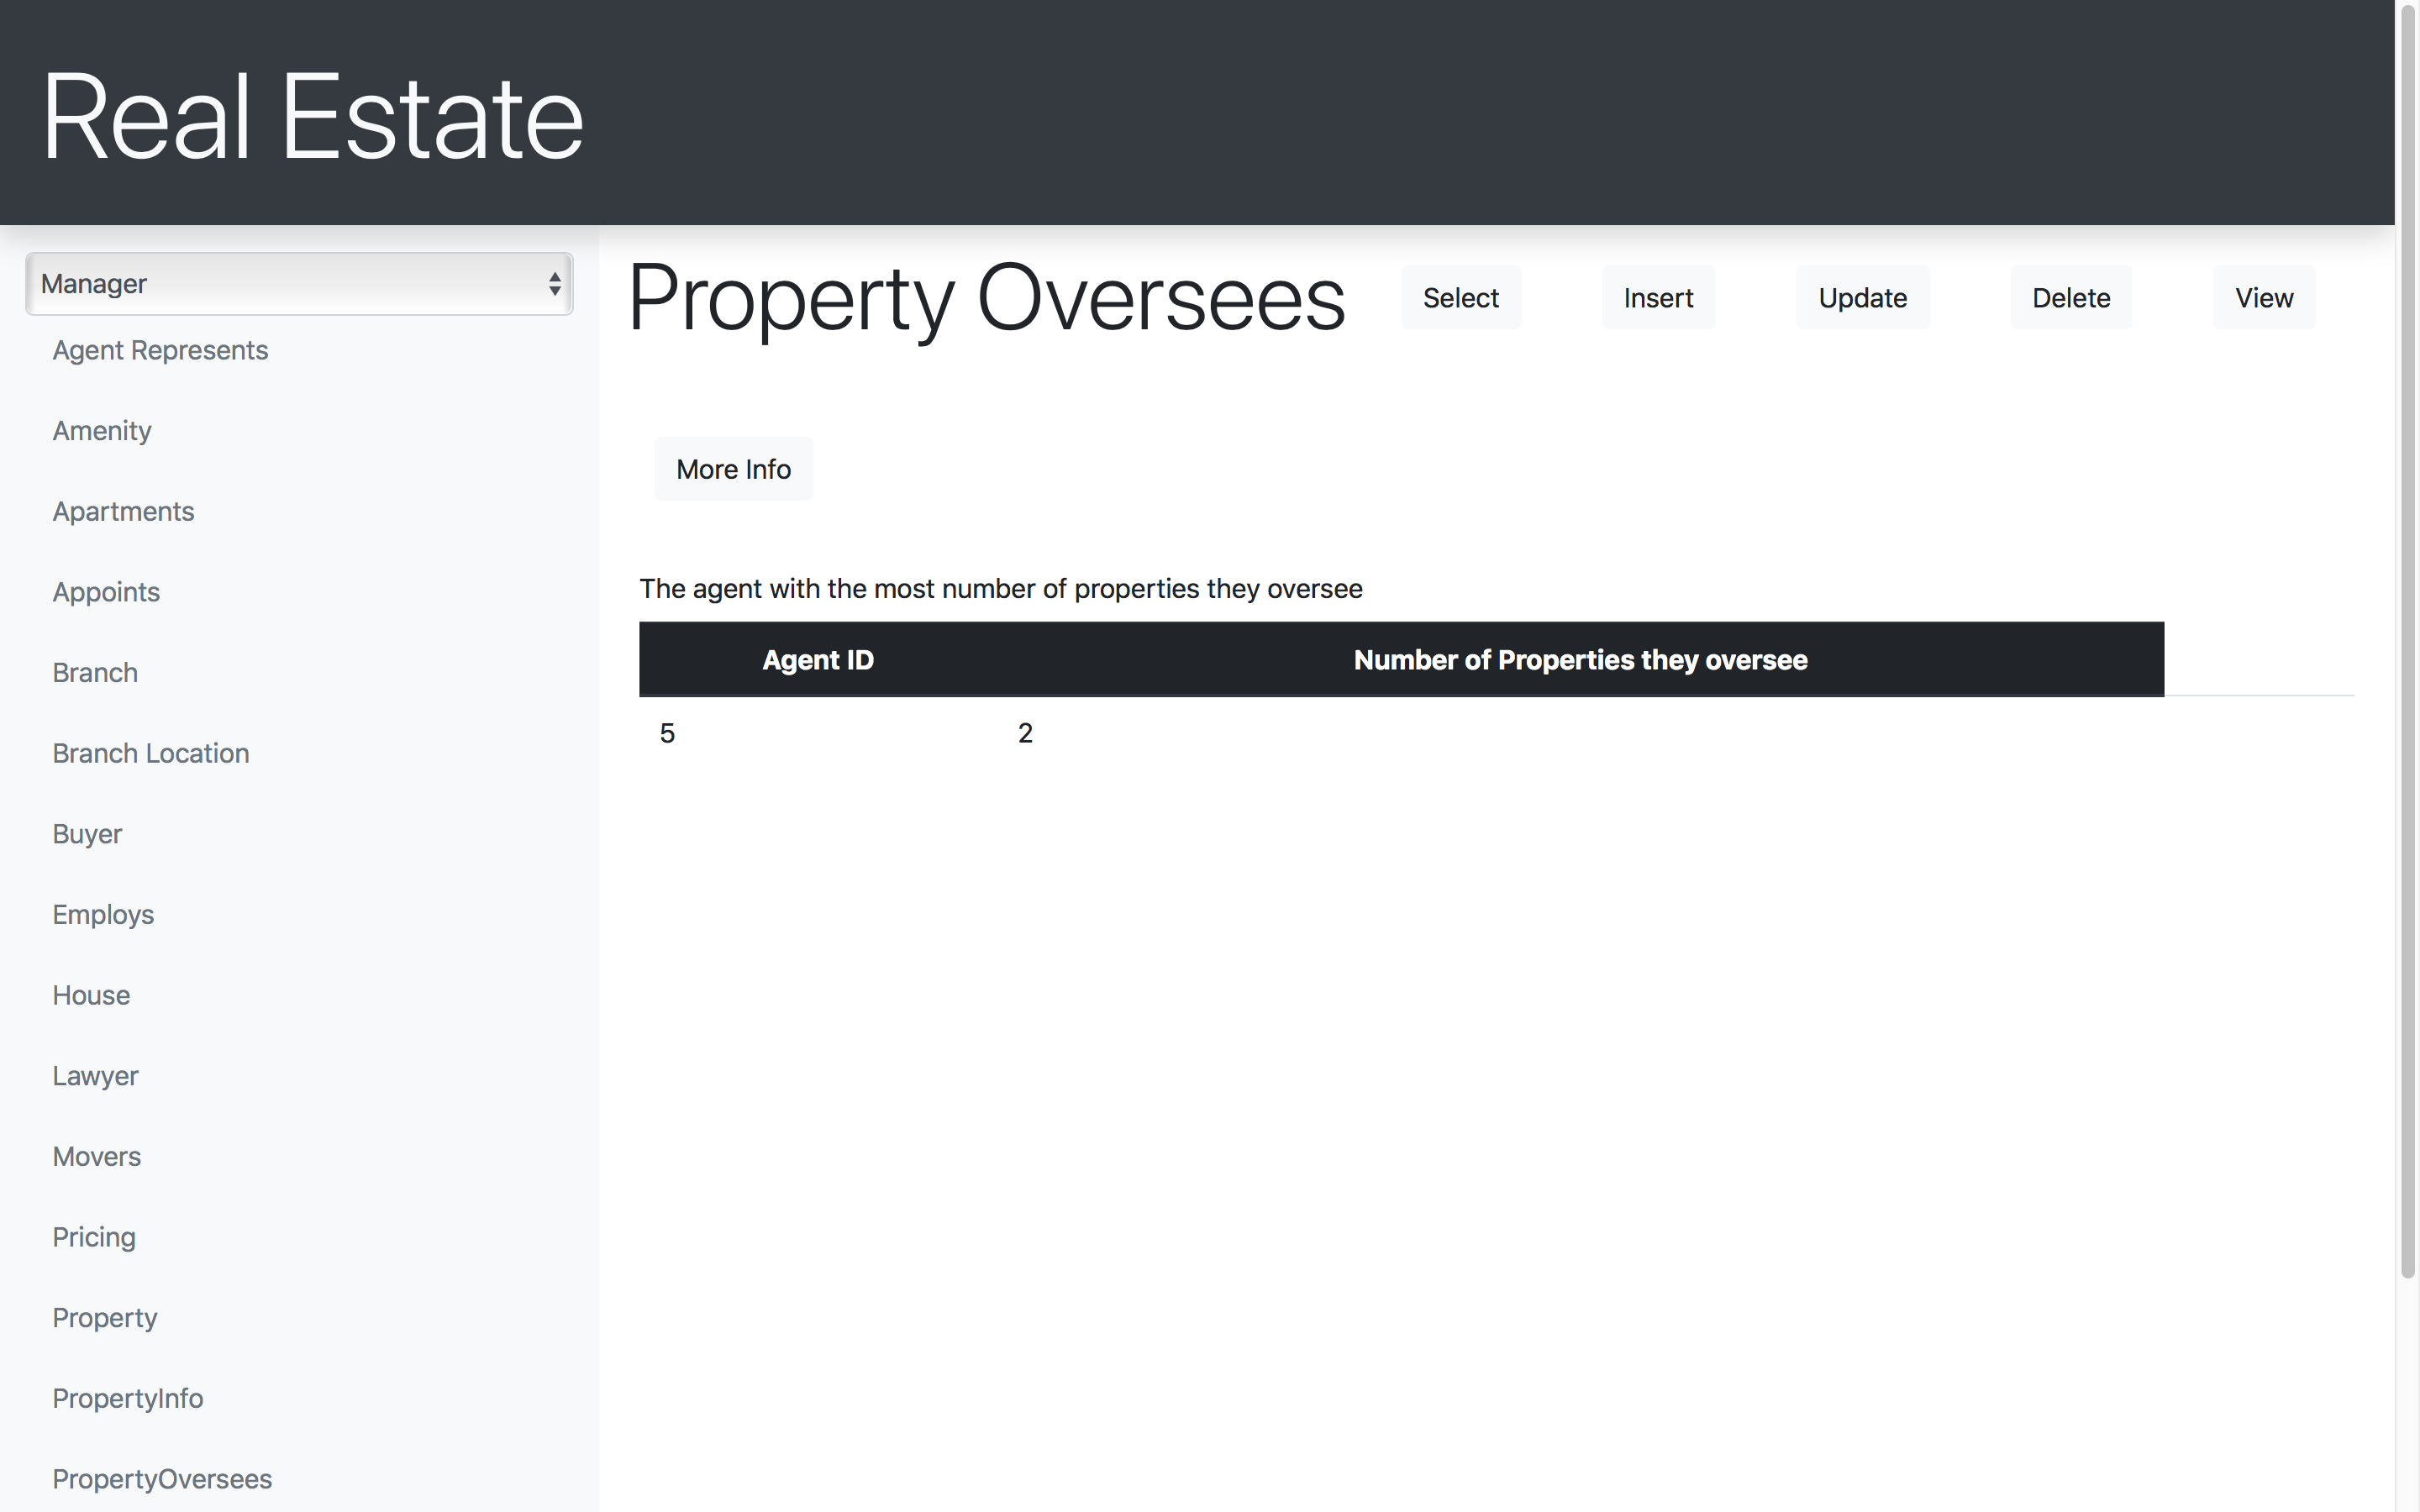 Real Estate
Manager
Agent Represents
Amenity
Apartments
Appoints
Branch
Branch Location
Buyer
Employs
House
Lawyer
Movers
Pricing
Property
PropertyInfo
PropertyOversees
Property Oversees
Select
Insert
Update
Delete
View
More Info
The agent with the most number of properties they oversee
Agent ID Number of Properties they oversee
5 2